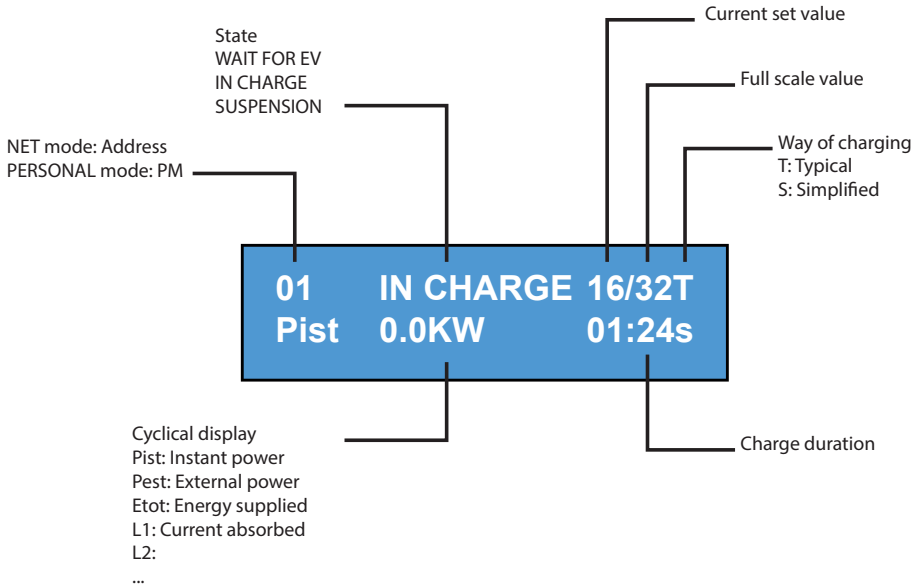 Current set value
State
WAIT FOR EV
IN CHARGE
SUSPENSION
Full scale value
NET mode: Address
PERSONAL mode: PM
Way of charging
T: Typical
S: Simplified
01 IN CHARGE 16/32T
Pist 0.0KW 01:24s
Cyclical display
Pist: Instant power
Pest: External power
Etot: Energy supplied
L1: Current absorbed
L2:
...
Charge duration